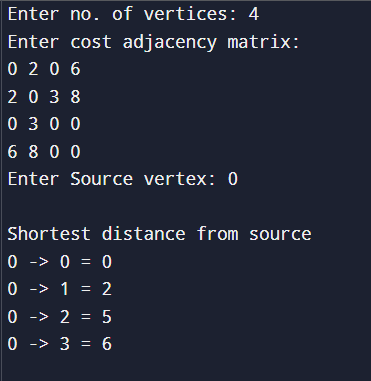 Enter no. of vertices: 4
Enter cost adjacency matrix:
0 2 0 6
2 0 3 8
0 3 0 0
6 8 0 0
Enter Source vertex: 0
Shortest distance from source
0 -> 0 = 0
0 -> 1 = 2
0 -> 2 = 5
0 -> 3 = 6